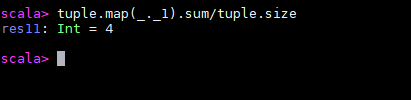 scala> tuple.map(_._1).sum/tuple.size
res11: Int = 4
scala>